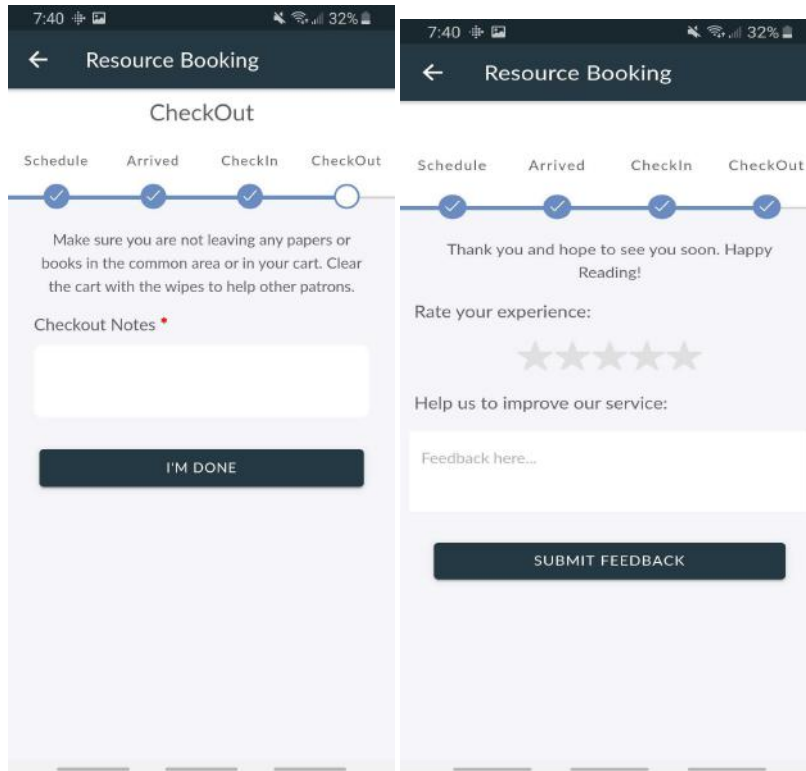 7:40 32%
Resource Booking
CheckOut
Schedule Arrived CheckIn CheckOut
Make sure you are not leaving any papers or
books in the common area or in your cart. Clear
the cart with the wipes to help other patrons.
Checkout Notes *
I'M DONE
7:40 32%
Resource Booking
Schedule Arrived CheckIn CheckOut
Thank you and hope to see you soon. Happy
Reading!
Rate your experience:
Help us to improve our service:
Feedback here...
SUBMIT FEEDBACK